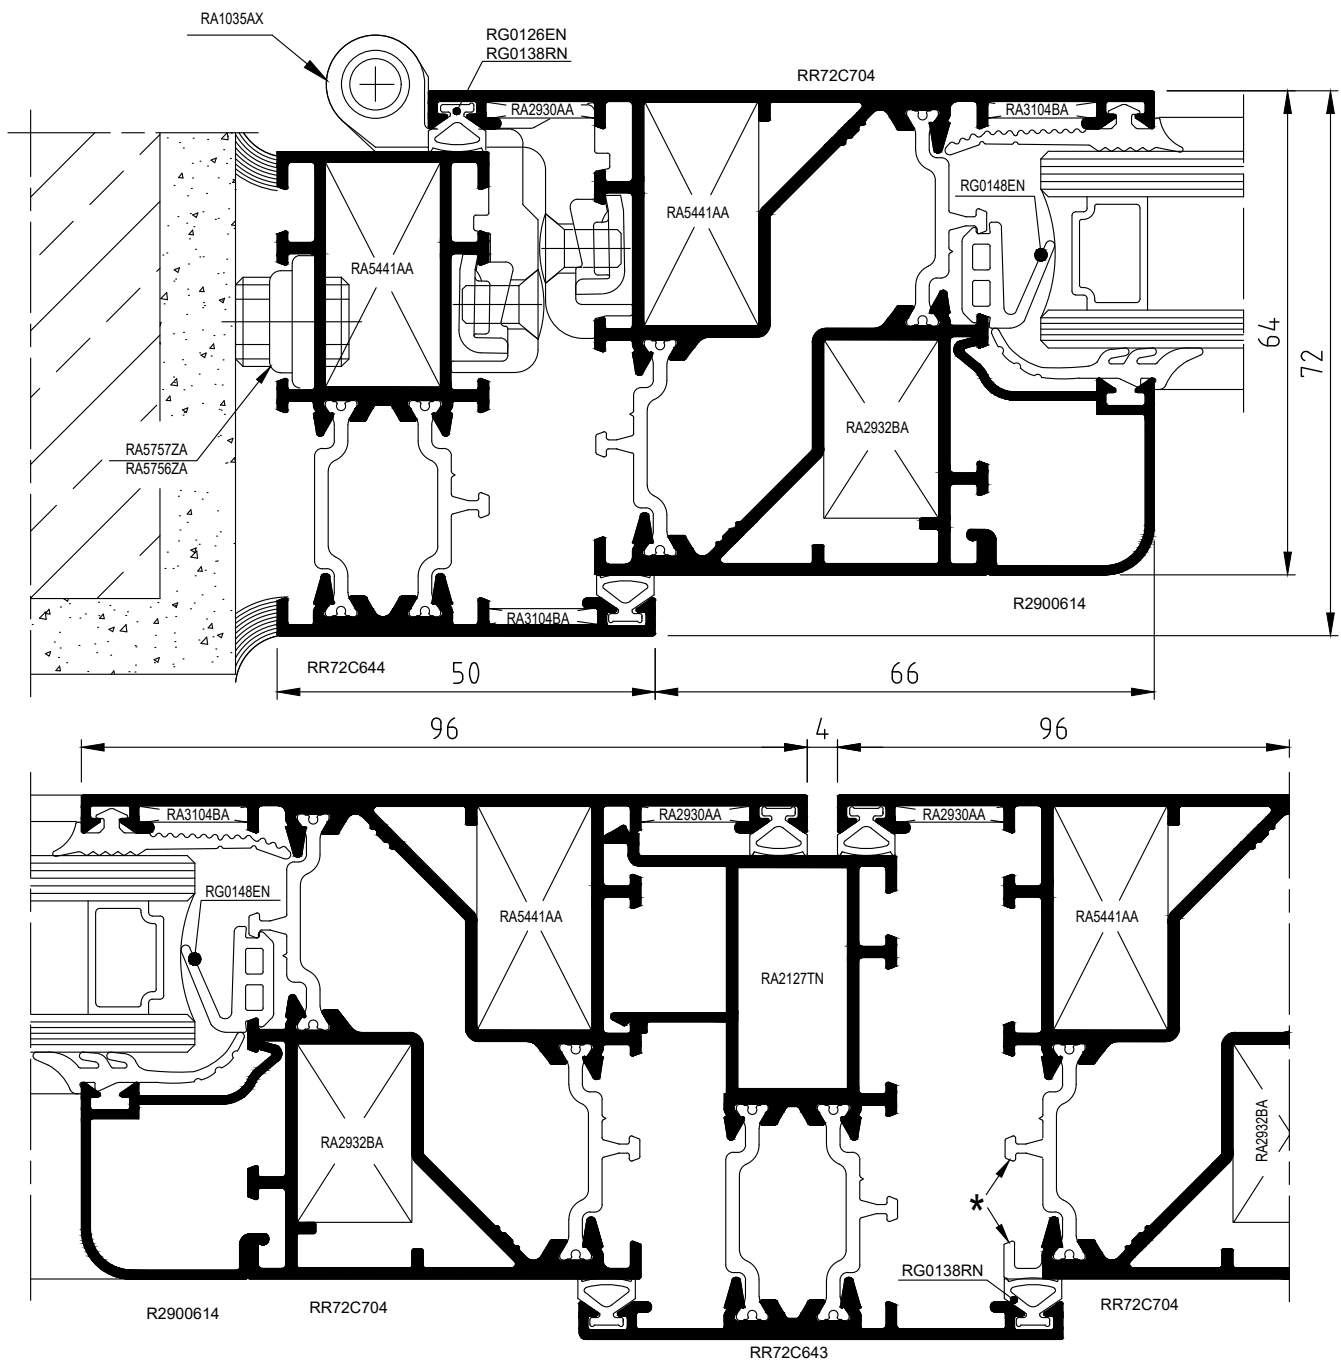 RA1035AX
RG0126EN
RG0138RN
RR72C704
RA2930AA
RA3104BA
RG0148EN
RA5441AA
RA5441AA
64
72
RA5757ZA
RA5756ZA
RA2932BA
R2900614
RA3104BA
RR72C644
50
66
96
4
96
RA3104BA
RA2930AA
RA2930AA
RG0148EN
RA5441AA
RA5441AA
RA2127TN
RA2932BA
RA2932BA
*
RG0138RN
R2900614
RR72C704
RR72C704
RR72C643